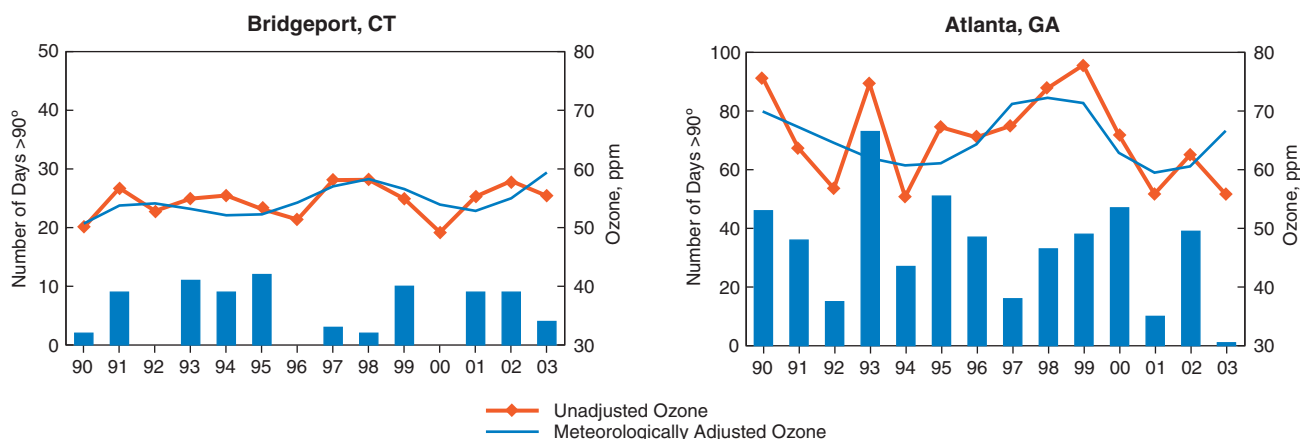 Bridgeport, CT
50
40
30
20
10
0
Number of Days >90°
80
70
60
50
40
30
Ozone, ppm
90 91 92 93 94 95 96 97 98 99 00 01 02 03
Atlanta, GA
100
80
60
40
20
0
Number of Days >90°
80
70
60
50
40
30
Ozone, ppm
90 91 92 93 94 95 96 97 98 99 00 01 02 03
Unadjusted Ozone
Meteorologically Adjusted Ozone